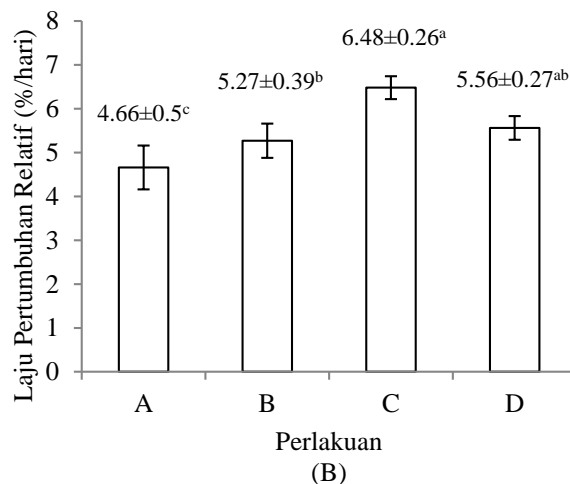 Laju Pertumbuhan Relatif (%/hari)
8
7
6
5
4
3
2
1
0
4.66±0.5ᶜ
5.27±0.39ᵇ
6.48±0.26ᵃ
5.56±0.27ᵃᵇ
A B C D
Perlakuan
(B)